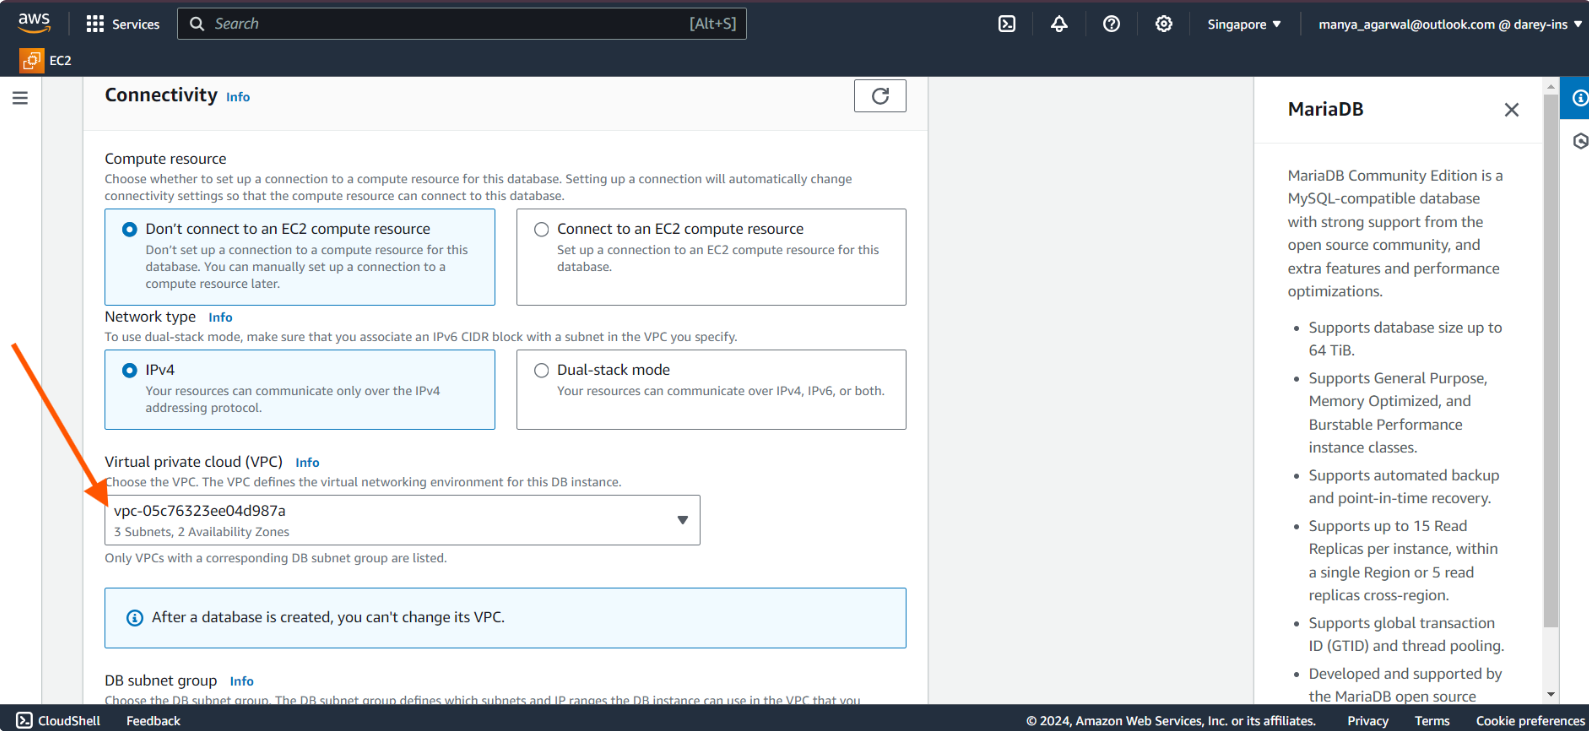 aws
Services
Search
[Alt+S]
Singapore
manya_agarwal@outlook.com @ darey-ins
EC2
Connectivity Info
Compute resource
Choose whether to set up a connection to a compute resource for this database. Setting up a connection will automatically change
connectivity settings so that the compute resource can connect to this database.
Don't connect to an EC2 compute resource
Don't set up a connection to a compute resource for this
database. You can manually set up a connection to a
compute resource later.
Connect to an EC2 compute resource
Set up a connection to an EC2 compute resource for this
database.
Network type Info
To use dual-stack mode, make sure that you associate an IPv6 CIDR block with a subnet in the VPC you specify.
IPv4
Your resources can communicate only over the IPv4
addressing protocol.
Dual-stack mode
Your resources can communicate over IPv4, IPv6, or both.
Virtual private cloud (VPC) Info
Choose the VPC. The VPC defines the virtual networking environment for this DB instance.
vpc-05c76323ee04d987a
3 Subnets, 2 Availability Zones
Only VPCs with a corresponding DB subnet group are listed.
After a database is created, you can't change its VPC.
DB subnet group Info
Choose the DB subnet group. The DB subnet group defines which subnets and IP ranges the DB instance can use in the VPC that you
MariaDB
MariaDB Community Edition is a
MySQL-compatible database
with strong support from the
open source community, and
extra features and performance
optimizations.
• Supports database size up to
64 TiB.
• Supports General Purpose,
Memory Optimized, and
Burstable Performance
instance classes.
• Supports automated backup
and point-in-time recovery.
• Supports up to 15 Read
Replicas per instance, within
a single Region or 5 read
replicas cross-region.
• Supports global transaction
ID (GTID) and thread pooling.
• Developed and supported by
the MariaDB open source
CloudShell
Feedback
© 2024, Amazon Web Services, Inc. or its affiliates.
Privacy
Terms
Cookie preferences